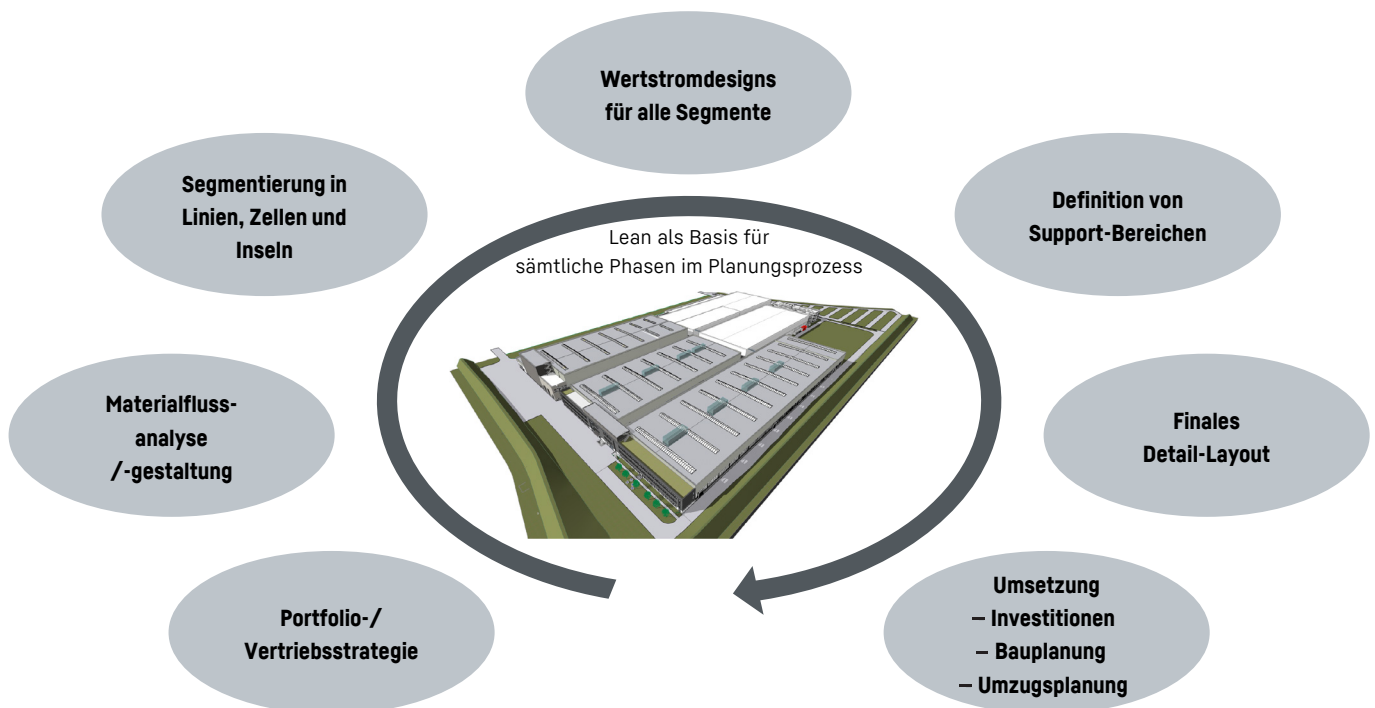 Wertstromdesigns
für alle Segmente
Segmentierung in
Linien, Zellen und
Inseln
Definition von
Support-Bereichen
Lean als Basis für
sämtliche Phasen im Planungsprozess
Materialfluss-
analyse
/-gestaltung
Finales
Detail-Layout
Portfolio-/
Vertriebsstrategie
Umsetzung
– Investitionen
– Bauplanung
– Umzugsplanung